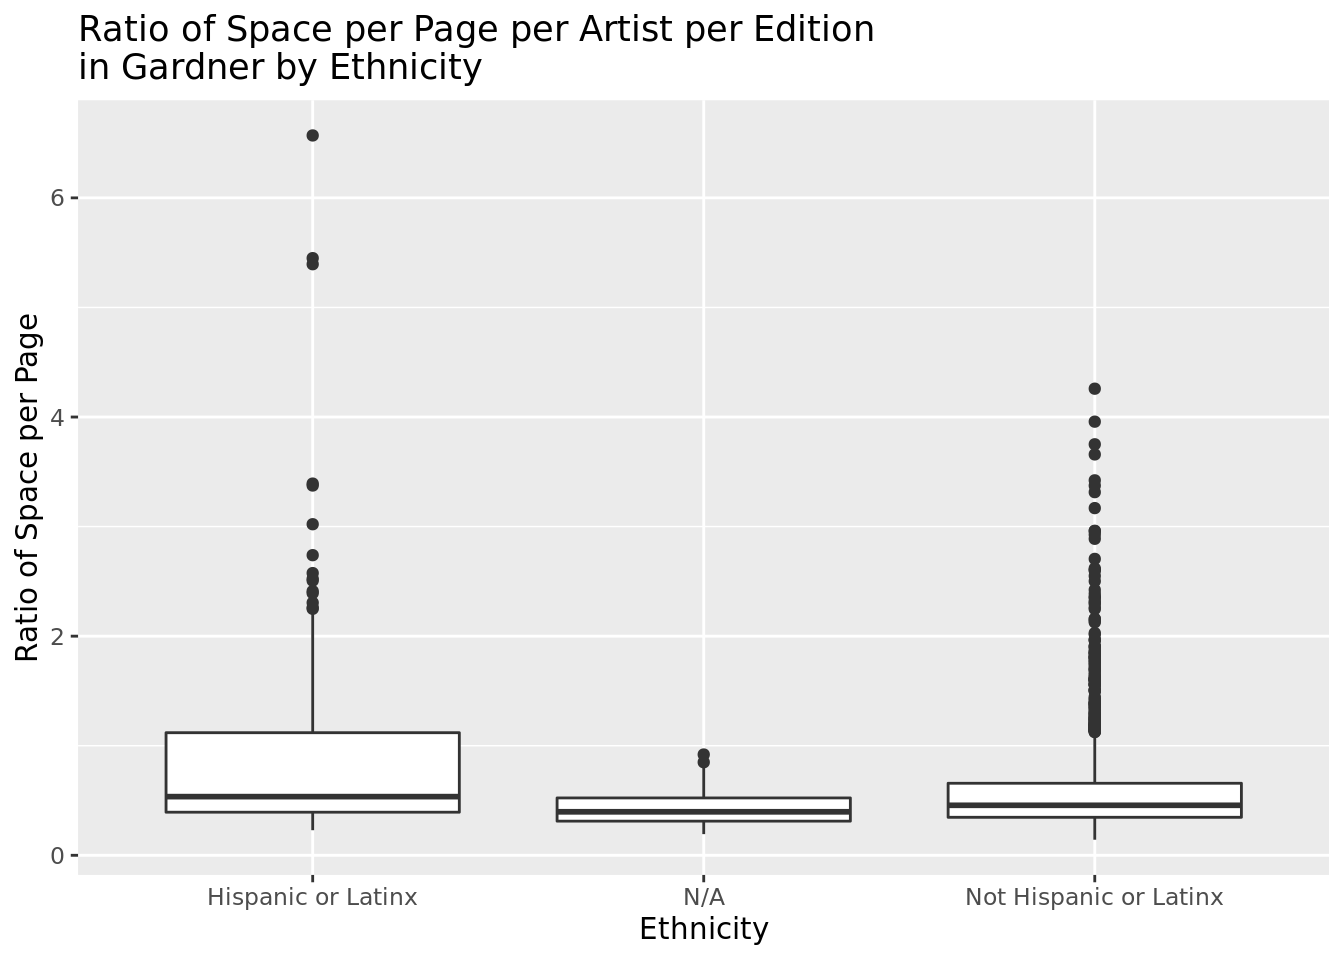 Ratio of Space per Page per Artist per Edition
in Gardner by Ethnicity
Ratio of Space per Page
6
4
2
0
Hispanic or Latinx
N/A
Not Hispanic or Latinx
Ethnicity